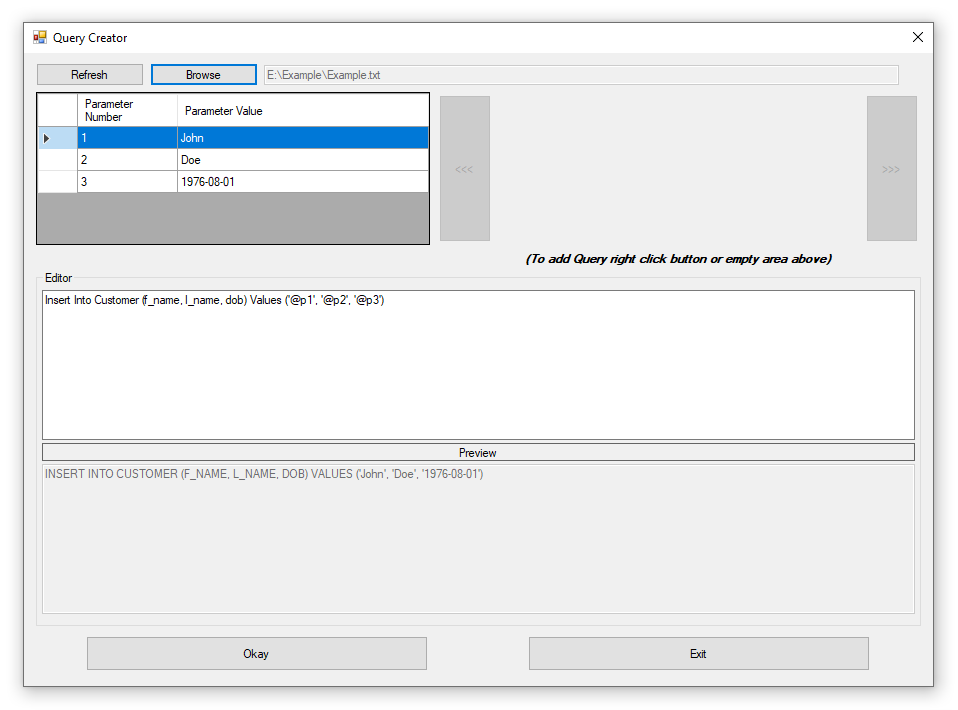 Query Creator
Refresh
Browse
E:\Example\Example.txt
Parameter Number
Parameter Value
1
John
2
Doe
3
1976-08-01
<<<
>>>
(To add Query right click button or empty area above)
Editor
Insert Into Customer (f_name, l_name, dob) Values ('@p1', '@p2', '@p3')
Preview
INSERT INTO CUSTOMER (F_NAME, L_NAME, DOB) VALUES ('John', 'Doe', '1976-08-01')
Okay
Exit